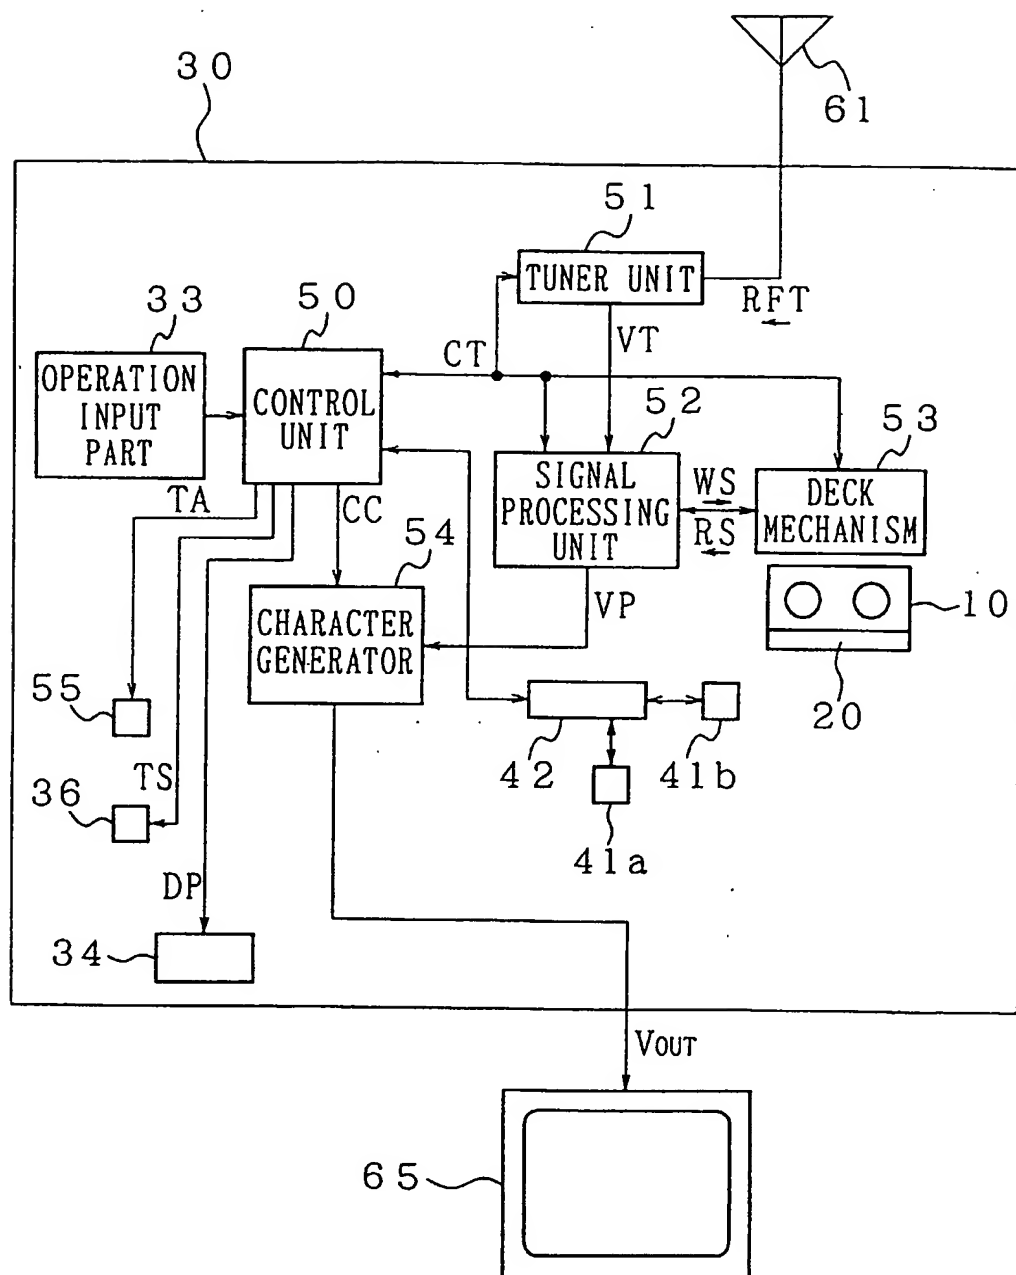 30
61
51
TUNER UNIT
RFT
33
50
VT
CT
OPERATION
INPUT
PART
CONTROL
UNIT
52
53
SIGNAL
PROCESSING
UNIT
WS
RS
DECK
MECHANISM
TA
CC
54
VP
CHARACTER
GENERATOR
10
20
55
42
41b
TS
36
41a
DP
34
VOUT
65